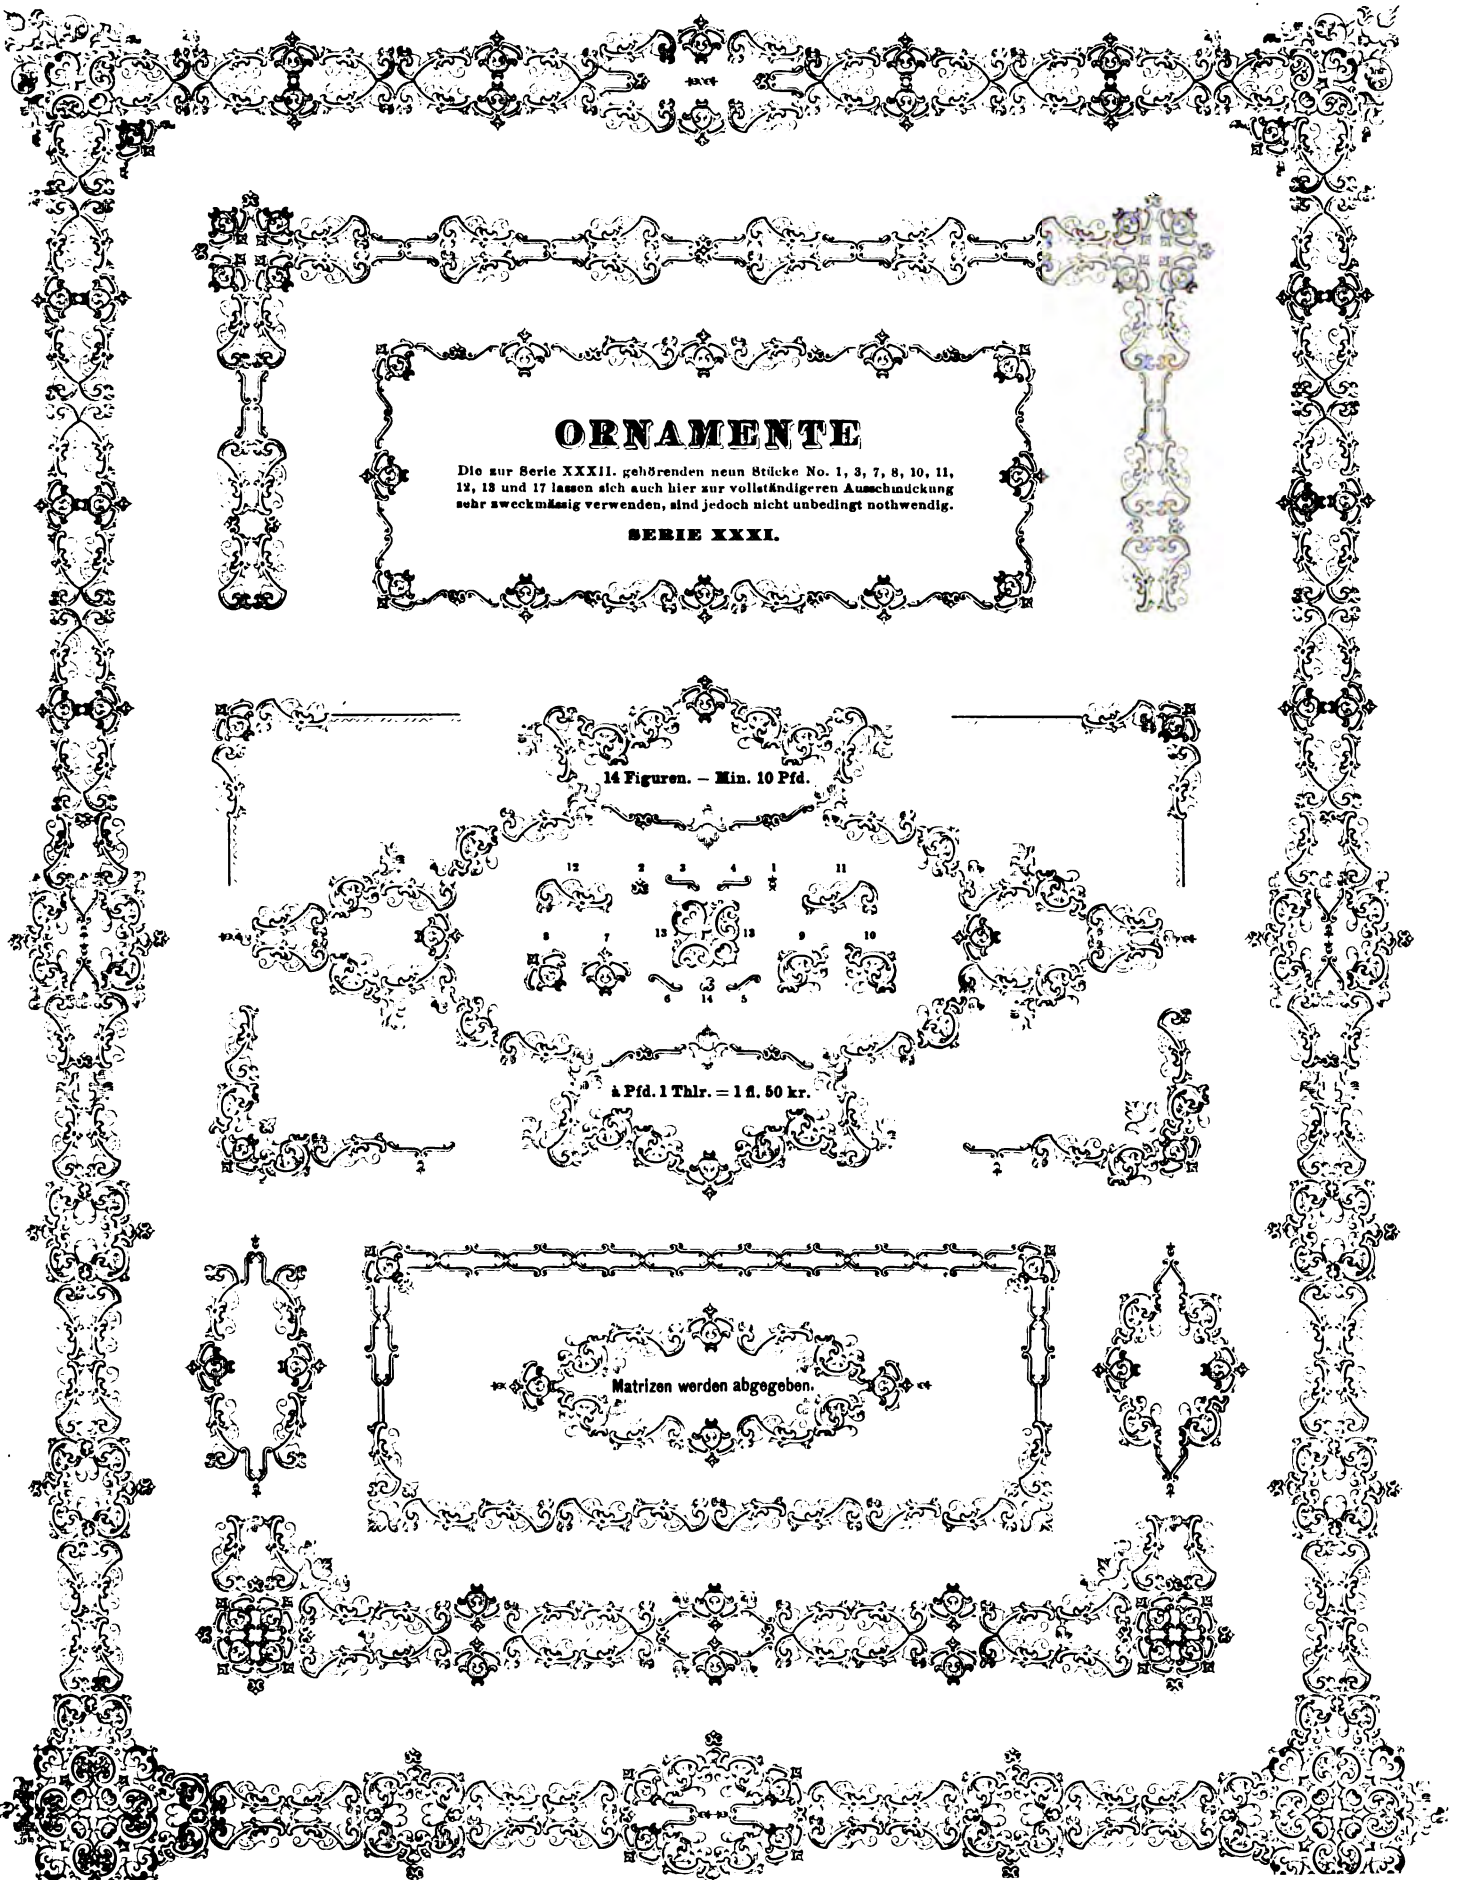 ORNAMENTE
Die zur Serie XXXII. gehörenden neun Stücke No. 1, 3, 7, 8, 10, 11,
12, 13 und 17 lassen sich auch hier zur vollständigeren Ausschmückung
sehr zweckmässig verwenden, sind jedoch nicht unbedingt nothwendig.
SERIE XXXI.
14 Figuren. — Min. 10 Pfd.
12 2 3 4 1 11
13 13
8 7 9 10
6 14 5
à Pfd. 1 Thlr. = 1 fl. 50 kr.
Matrizen werden abgegeben.